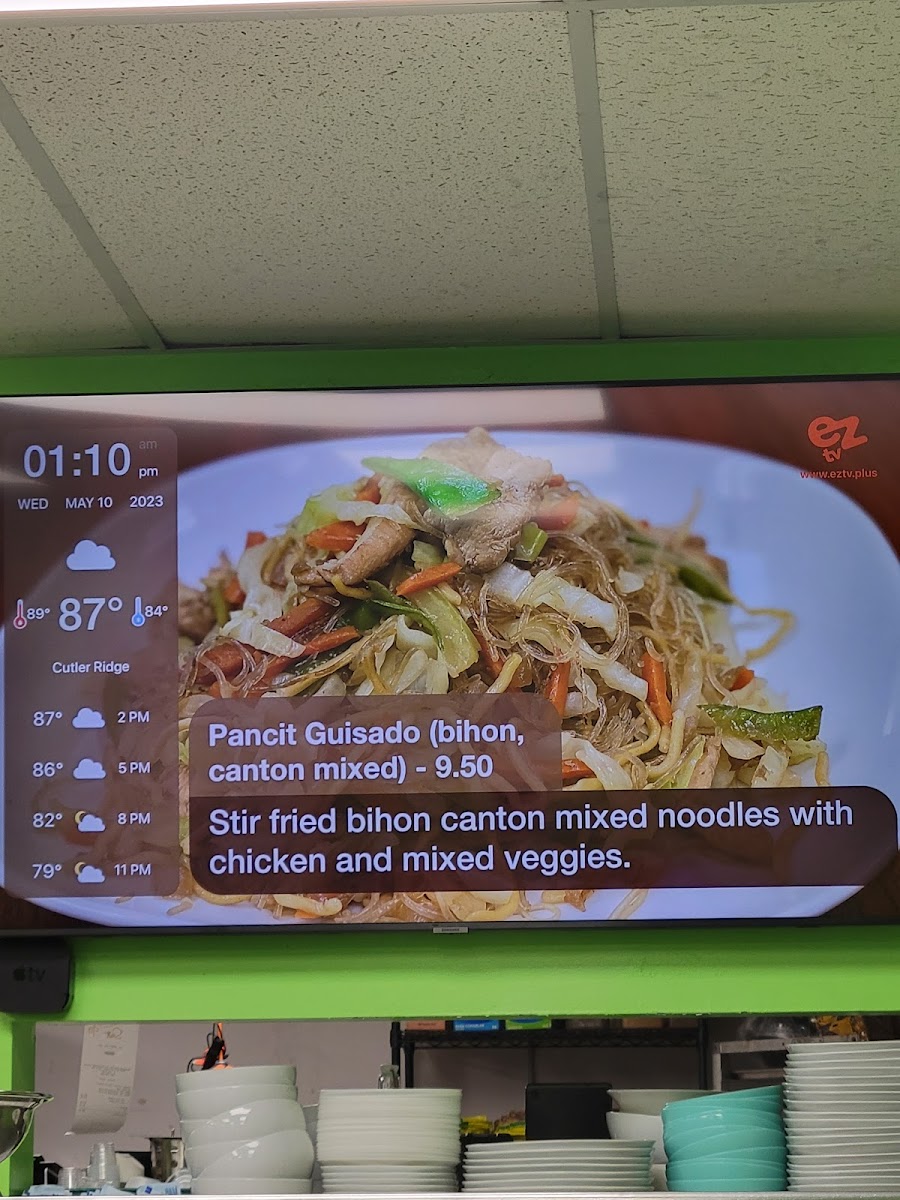 01:10 am pm
WED MAY 10 2023
89° 87° 84°
Cutler Ridge
87° 2 PM
86° 5 PM
82° 8 PM
79° 11 PM
ez
tv
www.eztv.plus
Pancit Guisado (bihon,
canton mixed) - 9.50
Stir fried bihon canton mixed noodles with
chicken and mixed veggies.
tv